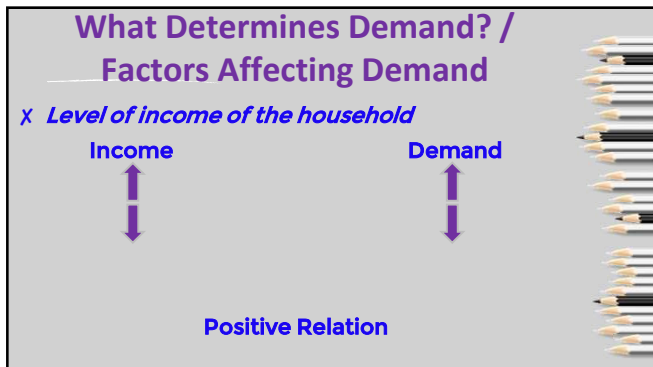 What Determines Demand? /
Factors Affecting Demand
✗ Level of income of the household
Income Demand
Positive Relation